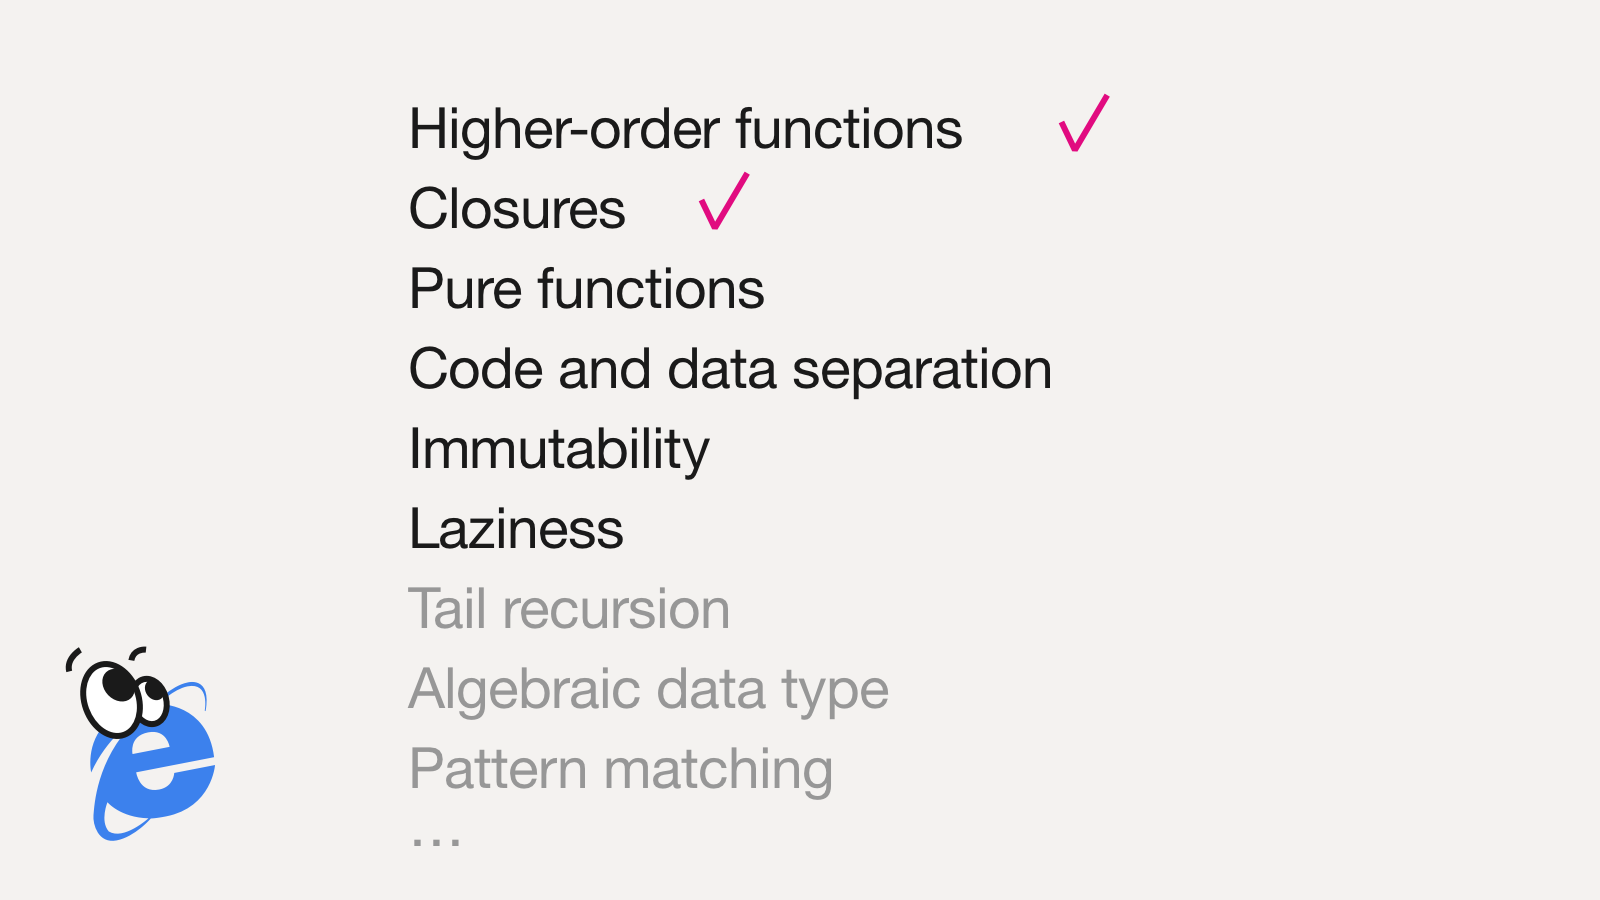 Higher-order functions ✓
Closures ✓
Pure functions
Code and data separation
Immutability
Laziness
Tail recursion
Algebraic data type
Pattern matching
…
e